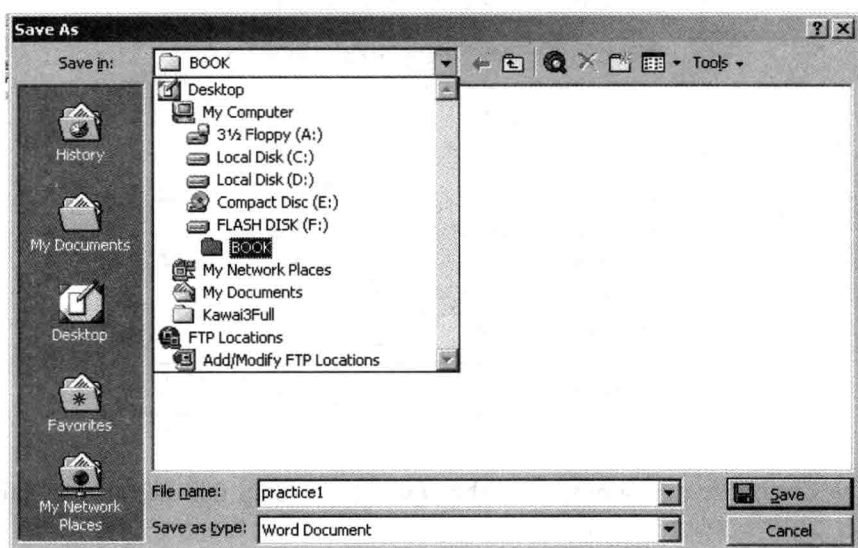 Save As
Save in:
BOOK
Tools
Desktop
My Computer
3½ Floppy (A:)
Local Disk (C:)
Local Disk (D:)
Compact Disc (E:)
FLASH DISK (F:)
BOOK
My Network Places
My Documents
Kawai3Full
FTP Locations
Add/Modify FTP Locations
History
My Documents
Desktop
Favorites
My Network
Places
File name:
practice1
Save
Save as type:
Word Document
Cancel